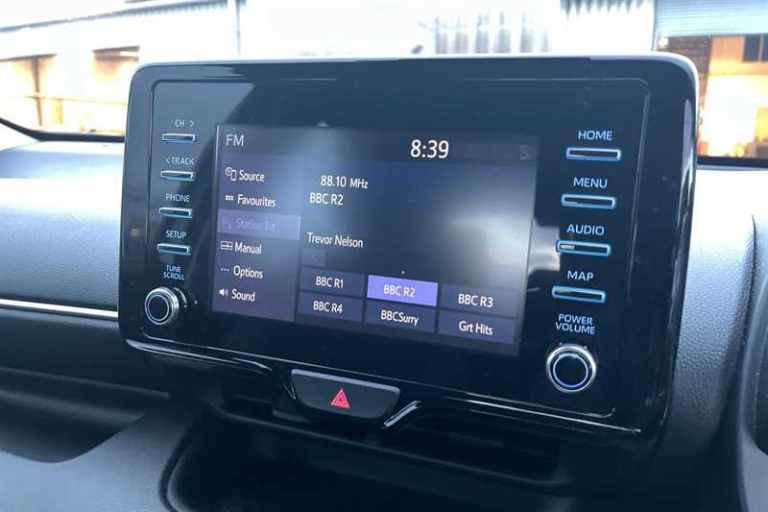 CH >
< TRACK
PHONE
SETUP
TUNE
SCROLL
FM
8:39
Source
Favourites
Station list
Manual
Options
Sound
88.10 MHz
BBC R2
Trevor Nelson
BBC R1
BBC R2
BBC R3
BBC R4
BBCSurry
Grt Hits
HOME
MENU
AUDIO
MAP
POWER
VOLUME